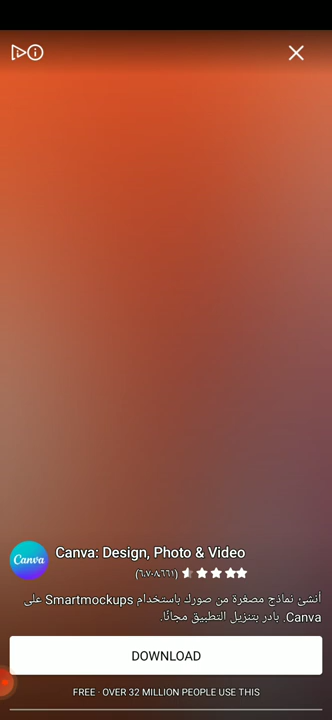 Canva: Design, Photo & Video
Canva
(٦٬٧٠٨٬٦٦١)
أنشئ نماذج مصغرة من صورك باستخدام Smartmockups على
Canva. بادر بتنزيل التطبيق مجانًا.
DOWNLOAD
FREE · OVER 32 MILLION PEOPLE USE THIS